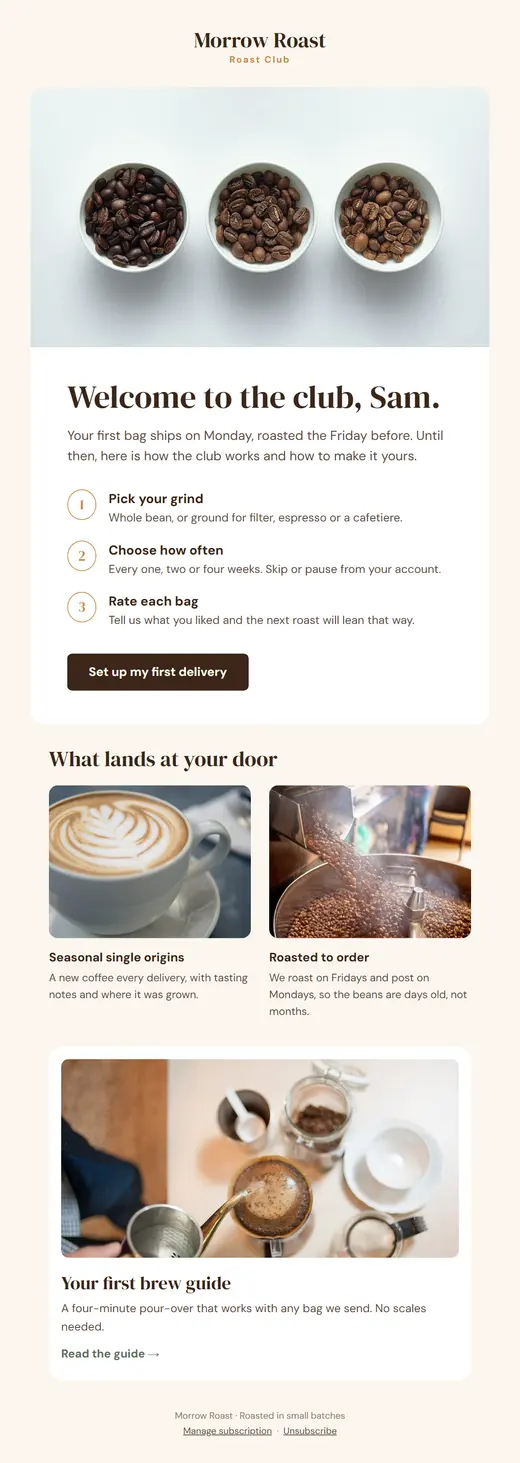 Morrow Roast
Roast Club
Welcome to the club, Sam.
Your first bag ships on Monday, roasted the Friday before. Until
then, here is how the club works and how to make it yours.
1
Pick your grind
Whole bean, or ground for filter, espresso or a cafetiere.
2
Choose how often
Every one, two or four weeks. Skip or pause from your account.
3
Rate each bag
Tell us what you liked and the next roast will lean that way.
Set up my first delivery
What lands at your door
Seasonal single origins
A new coffee every delivery, with tasting
notes and where it was grown.
Roasted to order
We roast on Fridays and post on
Mondays, so the beans are days old, not
months.
Your first brew guide
A four-minute pour-over that works with any bag we send. No scales
needed.
Read the guide →
Morrow Roast · Roasted in small batches
Manage subscription · Unsubscribe